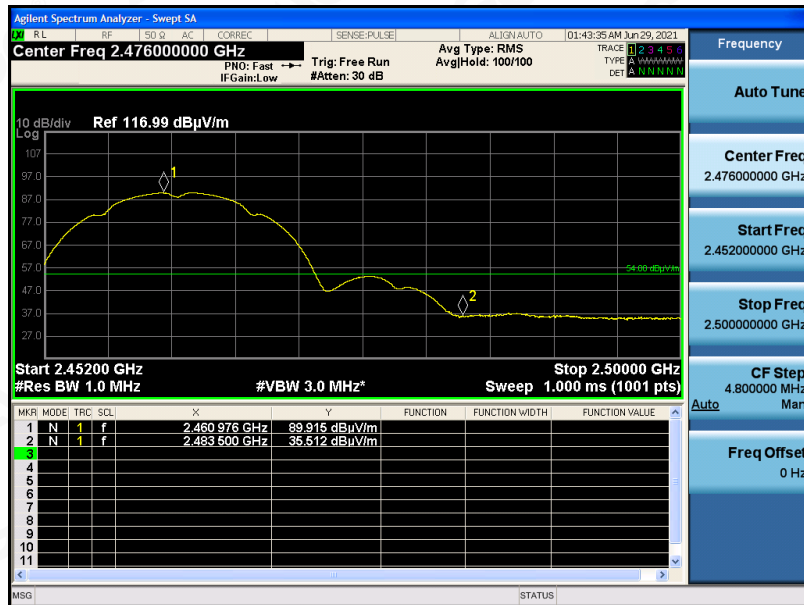 Agilent Spectrum Analyzer - Swept SA
LXI RL RF 50 Ω AC CORREC SENSE:PULSE ALIGN AUTO 01:43:35 AM Jun 29, 2021
Center Freq 2.476000000 GHz
PNO: Fast
IFGain:Low
Trig: Free Run
#Atten: 30 dB
Avg Type: RMS
Avg|Hold: 100/100
TRACE 1 2 3 4 5 6
TYPE A WWWWW
DET A N N N N N
Frequency
Auto Tune
Center Freq
2.476000000 GHz
Start Freq
2.452000000 GHz
Stop Freq
2.500000000 GHz
CF Step
4.800000 MHz
Auto Man
Freq Offset
0 Hz
10 dB/div Ref 116.99 dBµV/m
Log
107
97.0
87.0
77.0
67.0
57.0
47.0
37.0
27.0
1
2
54.00 dBµV/m
Start 2.45200 GHz Stop 2.50000 GHz
#Res BW 1.0 MHz #VBW 3.0 MHz* Sweep 1.000 ms (1001 pts)
MKR MODE TRC SCL X Y FUNCTION FUNCTION WIDTH FUNCTION VALUE
1 N 1 f 2.460 976 GHz 89.915 dBµV/m
2 N 1 f 2.483 500 GHz 35.512 dBµV/m
3
4
5
6
7
8
9
10
11
MSG STATUS